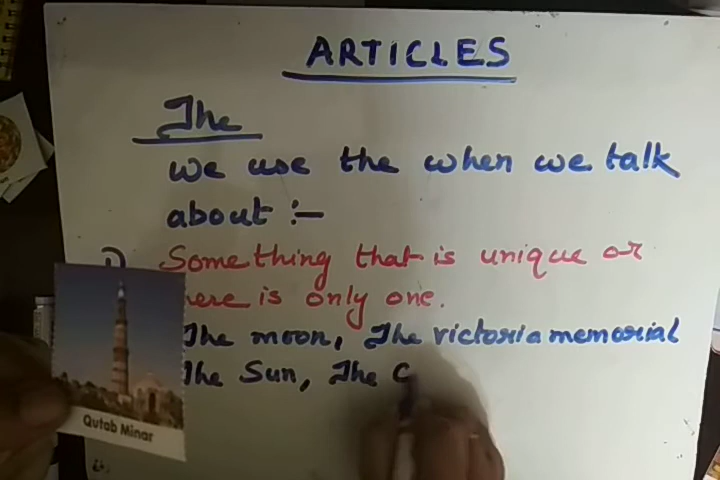 ARTICLES
The
we use the when we talk
about :-
1) Something that is unique or
here is only one.
The moon, The victoria memorial
The Sun, The
Qutab Minar